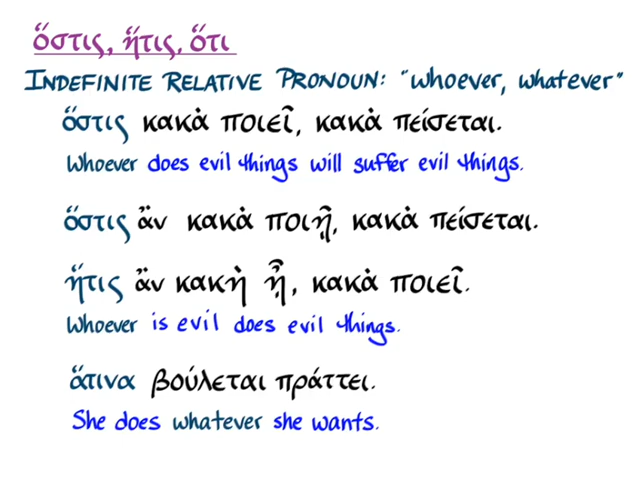 ὅστις, ἥτις, ὅτι
INDEFINITE RELATIVE PRONOUN: "whoever, whatever"
ὅστις κακὰ ποιεῖ, κακὰ πείσεται.
Whoever does evil things will suffer evil things.
ὅστις ἂν κακὰ ποιῇ, κακὰ πείσεται.
ἥτις ἂν κακὴ ᾖ, κακὰ ποιεῖ.
Whoever is evil does evil things.
ἅτινα βούλεται πράττει.
She does whatever she wants.